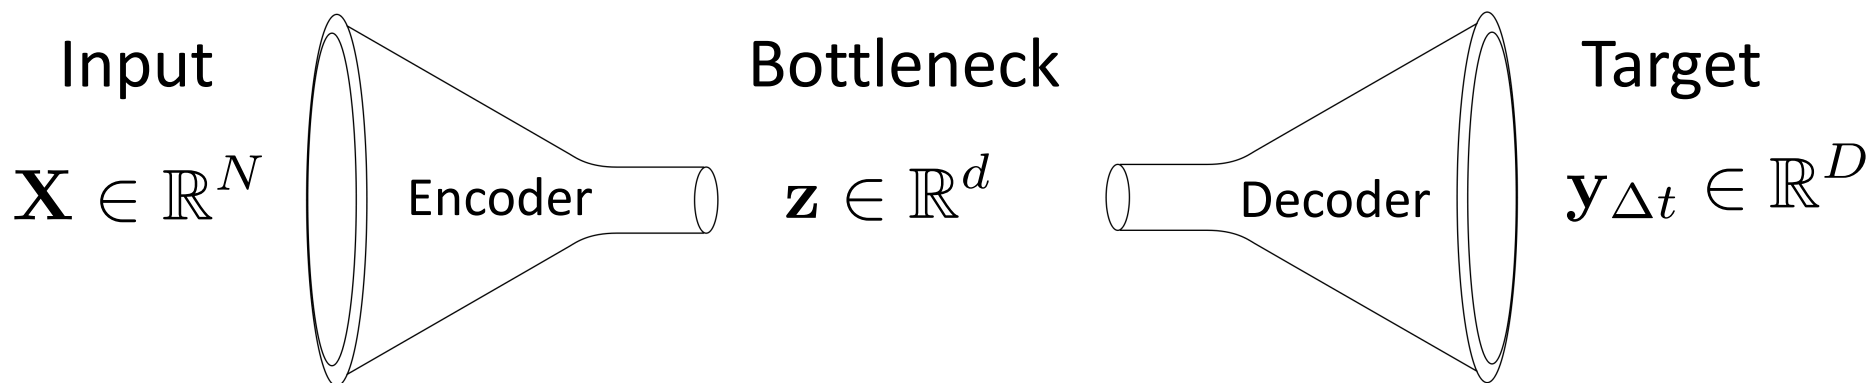 Input
Bottleneck
Target
X ∈ ℝ^N
Encoder
z ∈ ℝ^d
Decoder
y_Δt ∈ ℝ^D